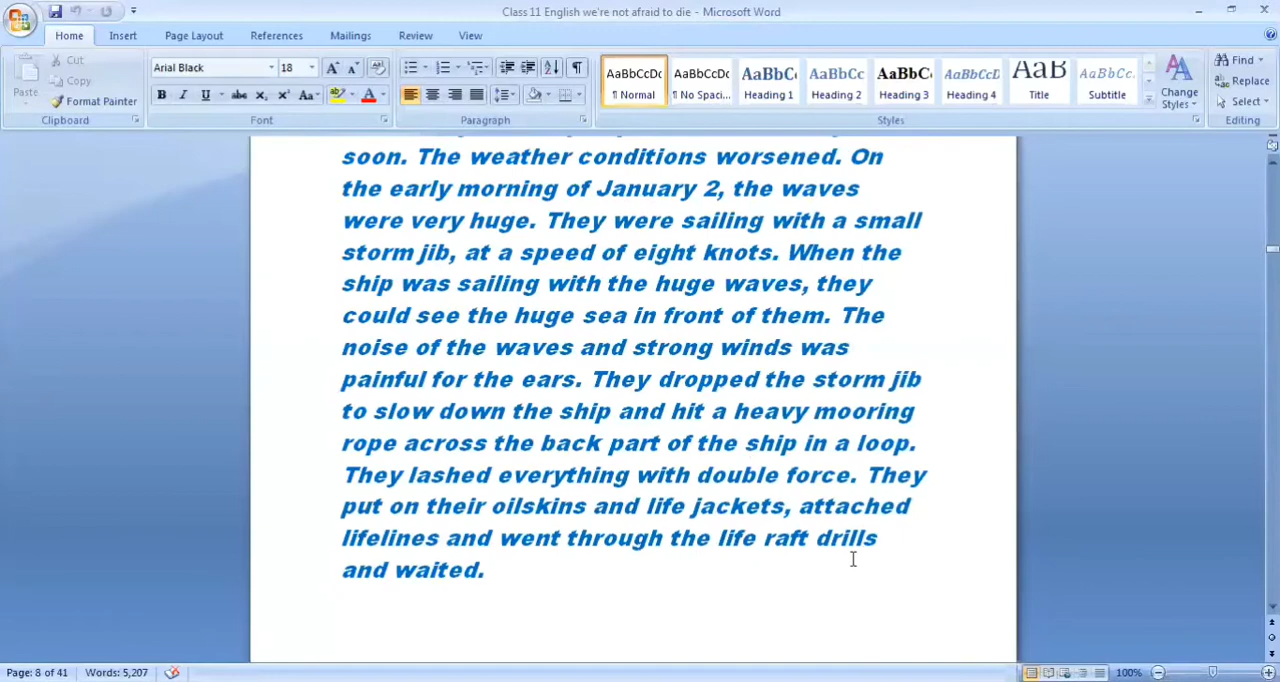 Class 11 English we're not afraid to die - Microsoft Word
Home Insert Page Layout References Mailings Review View
Cut
Copy
Paste
Format Painter
Clipboard
Arial Black 18
Font
Paragraph
AaBbCcDc AaBbCcDc AaBbC AaBbCc AaBbC AaBbCcD AaB AaBbCc.
¶ Normal ¶ No Spaci... Heading 1 Heading 2 Heading 3 Heading 4 Title Subtitle
Change
Styles
Styles
Find
Replace
Select
Editing
soon. The weather conditions worsened. On
the early morning of January 2, the waves
were very huge. They were sailing with a small
storm jib, at a speed of eight knots. When the
ship was sailing with the huge waves, they
could see the huge sea in front of them. The
noise of the waves and strong winds was
painful for the ears. They dropped the storm jib
to slow down the ship and hit a heavy mooring
rope across the back part of the ship in a loop.
They lashed everything with double force. They
put on their oilskins and life jackets, attached
lifelines and went through the life raft drills
and waited.
Page: 8 of 41 Words: 5,207 100%